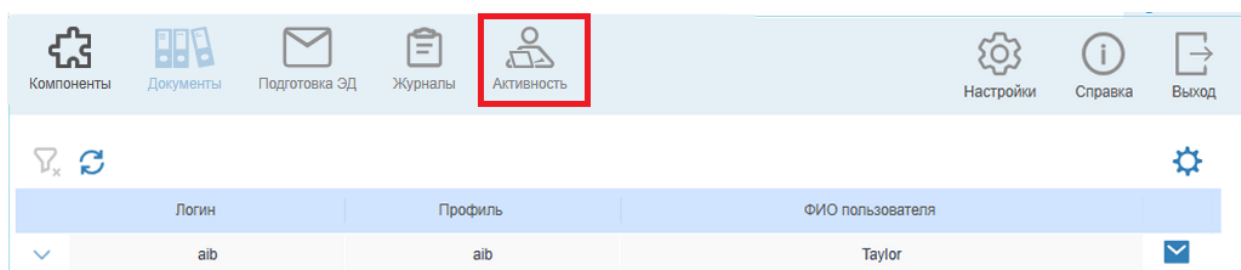 Компоненты Документы Подготовка ЭД Журналы Активность Настройки Справка Выход
Логин Профиль ФИО пользователя
aib aib Taylor